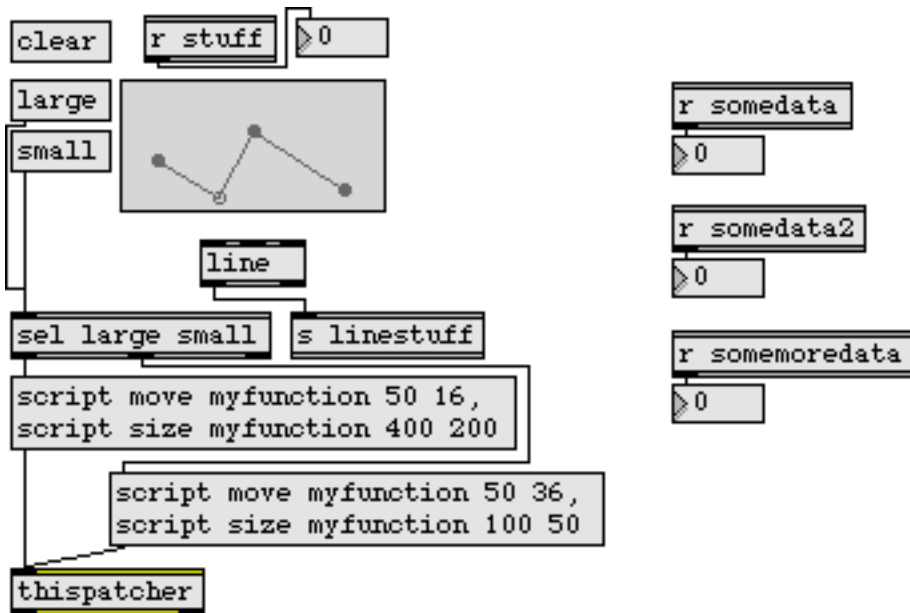 clear
r stuff
0
large
small
line
sel large small
s linestuff
script move myfunction 50 16,
script size myfunction 400 200
script move myfunction 50 36,
script size myfunction 100 50
thispatcher
r somedata
0
r somedata2
0
r somemoredata
0